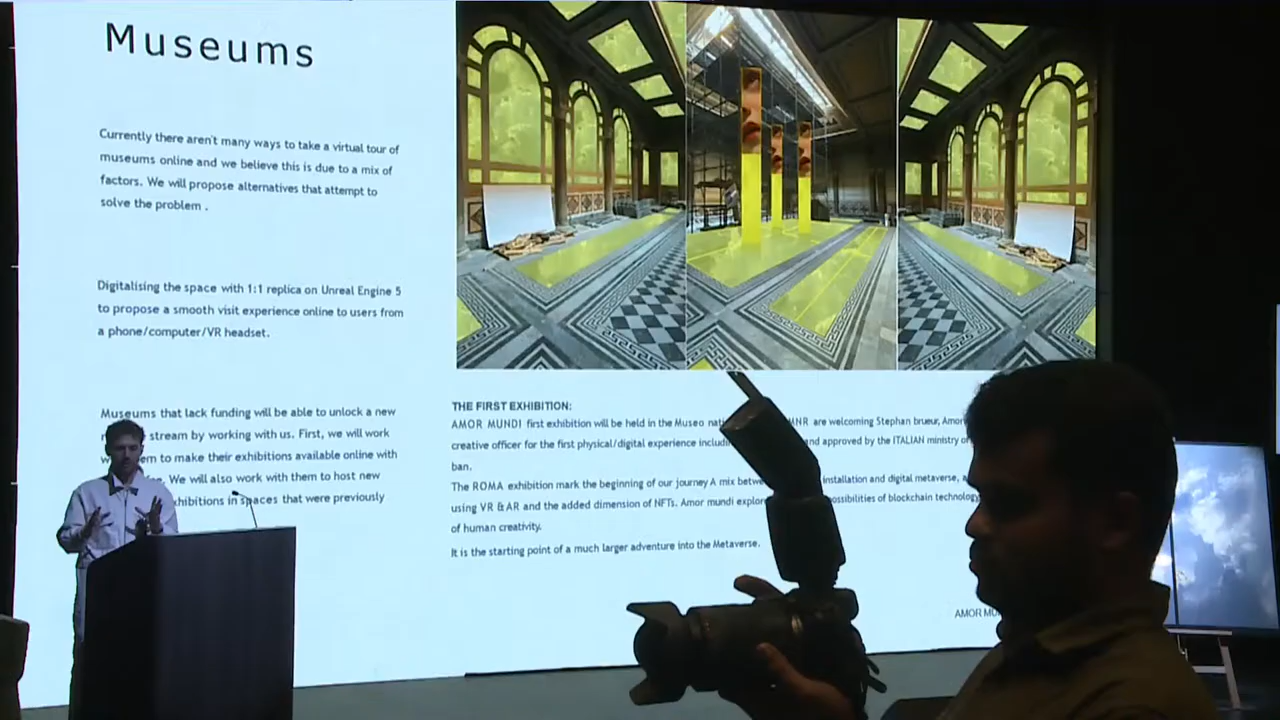 Museums
Currently there aren't many ways to take a virtual tour of
museums online and we believe this is due to a mix of
factors. We will propose alternatives that attempt to
solve the problem .
Digitalising the space with 1:1 replica on Unreal Engine 5
to propose a smooth visit experience online to users from
a phone/computer/VR headset.
Museums that lack funding will be able to unlock a new
stream by working with us. First, we will work
to make their exhibitions available online with
We will also work with them to host new
exhibitions in spaces that were previously
THE FIRST EXHIBITION:
AMOR MUNDI first exhibition will be held in the Museo are welcoming Stephan brueur,
creative officer for the first physical/digital experience and approved by the ITALIAN ministry
ban.
The ROMA exhibition mark the beginning of our journey A mix installation and digital metaverse,
using VR & AR and the added dimension of NFTs. Amor mundi of blockchain technology
of human creativity.
It is the starting point of a much larger adventure into the Metaverse.
AMOR